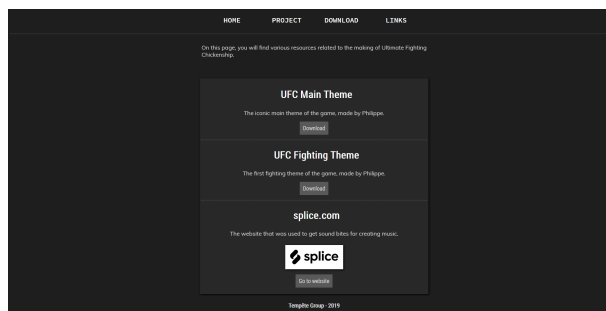 HOME PROJECT DOWNLOAD LINKS
On this page, you will find various resources related to the making of Ultimate Fighting
Chickenship.
UFC Main Theme
The iconic main theme of the game, made by Philippe.
Download
UFC Fighting Theme
The first fighting theme of the game, made by Philippe.
Download
splice.com
The website that was used to get sound bites for creating music.
splice
Go to website
Tempête Group - 2019